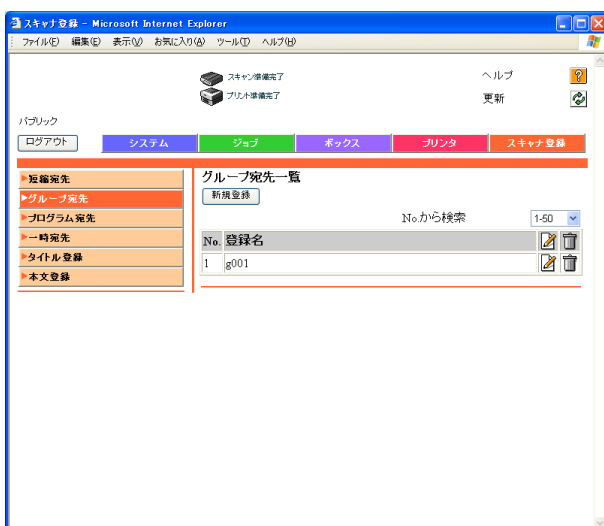 スキャナ登録 - Microsoft Internet Explorer
ファイル(F) 編集(E) 表示(V) お気に入り(A) ツール(T) ヘルプ(H)
スキャン準備完了
ヘルプ ?
プリント準備完了
更新
パブリック
ログアウト システム ジョブ ボックス プリンタ スキャナ登録
短縮宛先
グループ宛先
プログラム宛先
一時宛先
タイトル登録
本文登録
グループ宛先一覧
新規登録
No.から検索 1-50
No. 登録名
1 g001